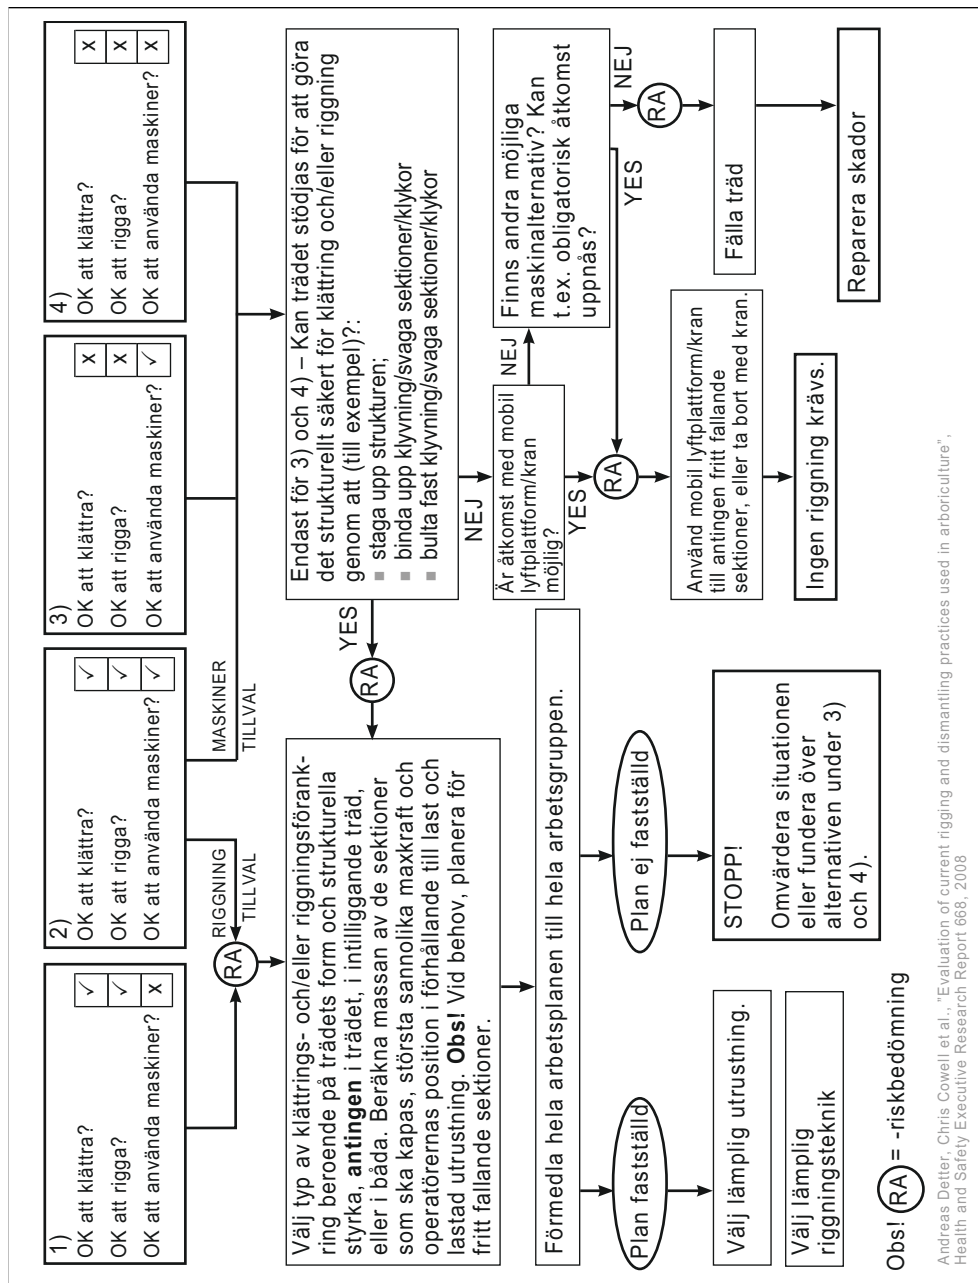 1)
OK att klättra? ✓
OK att rigga? ✓
OK att använda maskiner? x
2)
OK att klättra? ✓
OK att rigga? ✓
OK att använda maskiner? ✓
3)
OK att klättra? x
OK att rigga? x
OK att använda maskiner? ✓
4)
OK att klättra? x
OK att rigga? x
OK att använda maskiner? x
RIGGNING
TILLVAL
MASKINER
TILLVAL
RA
Välj typ av klättrings- och/eller riggningsförank-
ring beroende på trädets form och strukturella
styrka, antingen i trädet, i intilliggande träd,
eller i båda. Beräkna massan av de sektioner
som ska kapas, största sannolika maxkraft och
operatörernas position i förhållande till last och
lastad utrustning. Obs! Vid behov, planera för
fritt fallande sektioner.
RA
YES
Endast för 3) och 4) – Kan trädet stödjas för att göra
det strukturellt säkert för klättring och/eller riggning
genom att (till exempel)?:
staga upp strukturen;
binda upp klyvning/svaga sektioner/klykor
bulta fast klyvning/svaga sektioner/klykor
NEJ
Är åtkomst med mobil
lyftplattform/kran
möjlig?
NEJ
YES
Finns andra möjliga
maskinalternativ? Kan
t.ex. obligatorisk åtkomst
uppnås?
NEJ
YES
RA
RA
Förmedla hela arbetsplanen till hela arbetsgruppen.
Använd mobil lyftplattform/kran
till antingen fritt fallande
sektioner, eller ta bort med kran.
Fälla träd
Plan fastställd
Plan ej fastställd
Välj lämplig utrustning.
Välj lämplig
riggningsteknik
STOPP!
Omvärdera situationen
eller fundera över
alternativen under 3)
och 4).
Ingen riggning krävs.
Reparera skador
Obs! RA = -riskbedömning
Andreas Detter, Chris Cowell et al., "Evaluation of current rigging and dismantling practices used in arboriculture",
Health and Safety Executive Research Report 668, 2008